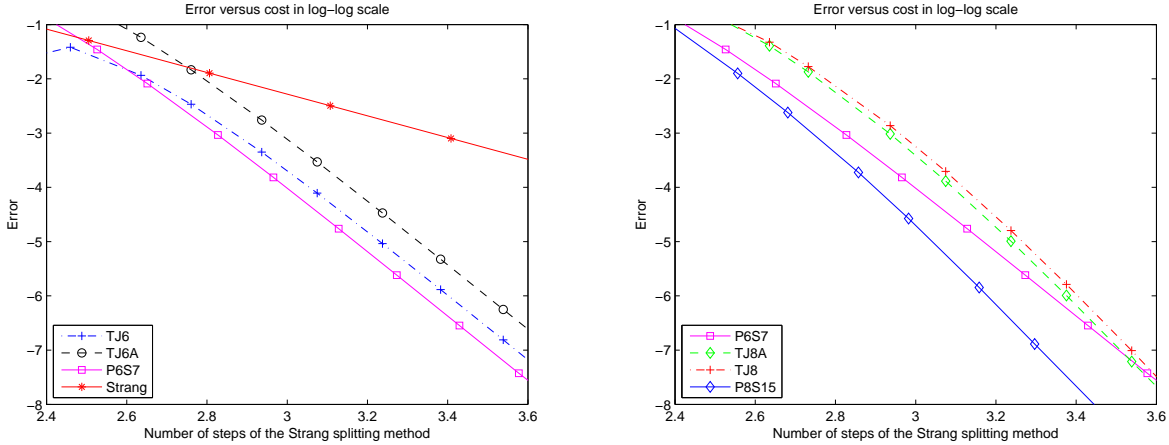 Error versus cost in log−log scale
−1
−2
−3
−4
−5
−6
−7
−8
Error
TJ6
TJ6A
P6S7
Strang
2.4 2.6 2.8 3 3.2 3.4 3.6
Number of steps of the Strang splitting method
Error versus cost in log−log scale
−1
−2
−3
−4
−5
−6
−7
−8
Error
P6S7
TJ8A
TJ8
P8S15
2.4 2.6 2.8 3 3.2 3.4 3.6
Number of steps of the Strang splitting method